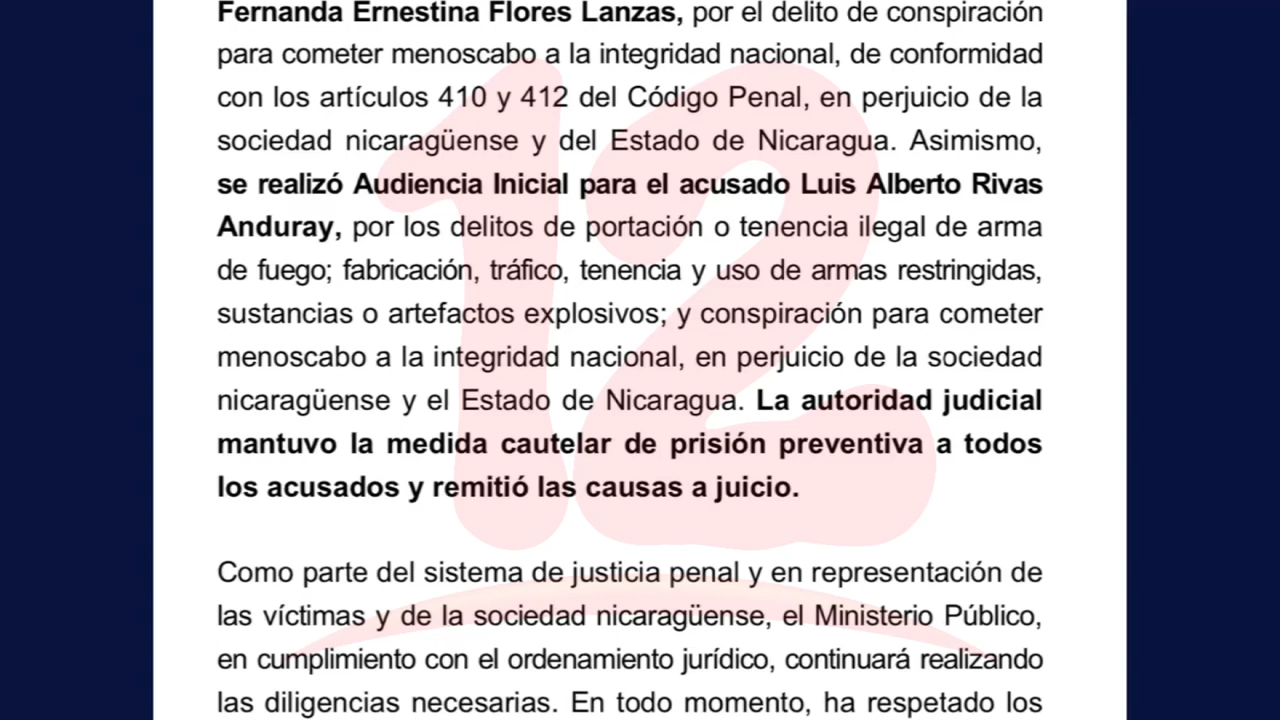 Fernanda Ernestina Flores Lanzas, por el delito de conspiración
para cometer menoscabo a la integridad nacional, de conformidad
con los artículos 410 y 412 del Código Penal, en perjuicio de la
sociedad nicaragüense y del Estado de Nicaragua. Asimismo,
se realizó Audiencia Inicial para el acusado Luis Alberto Rivas
Anduray, por los delitos de portación o tenencia ilegal de arma
de fuego; fabricación, tráfico, tenencia y uso de armas restringidas,
sustancias o artefactos explosivos; y conspiración para cometer
menoscabo a la integridad nacional, en perjuicio de la sociedad
nicaragüense y el Estado de Nicaragua. La autoridad judicial
mantuvo la medida cautelar de prisión preventiva a todos
los acusados y remitió las causas a juicio.
Como parte del sistema de justicia penal y en representación de
las víctimas y de la sociedad nicaragüense, el Ministerio Público,
en cumplimiento con el ordenamiento jurídico, continuará realizando
las diligencias necesarias. En todo momento, ha respetado los
12